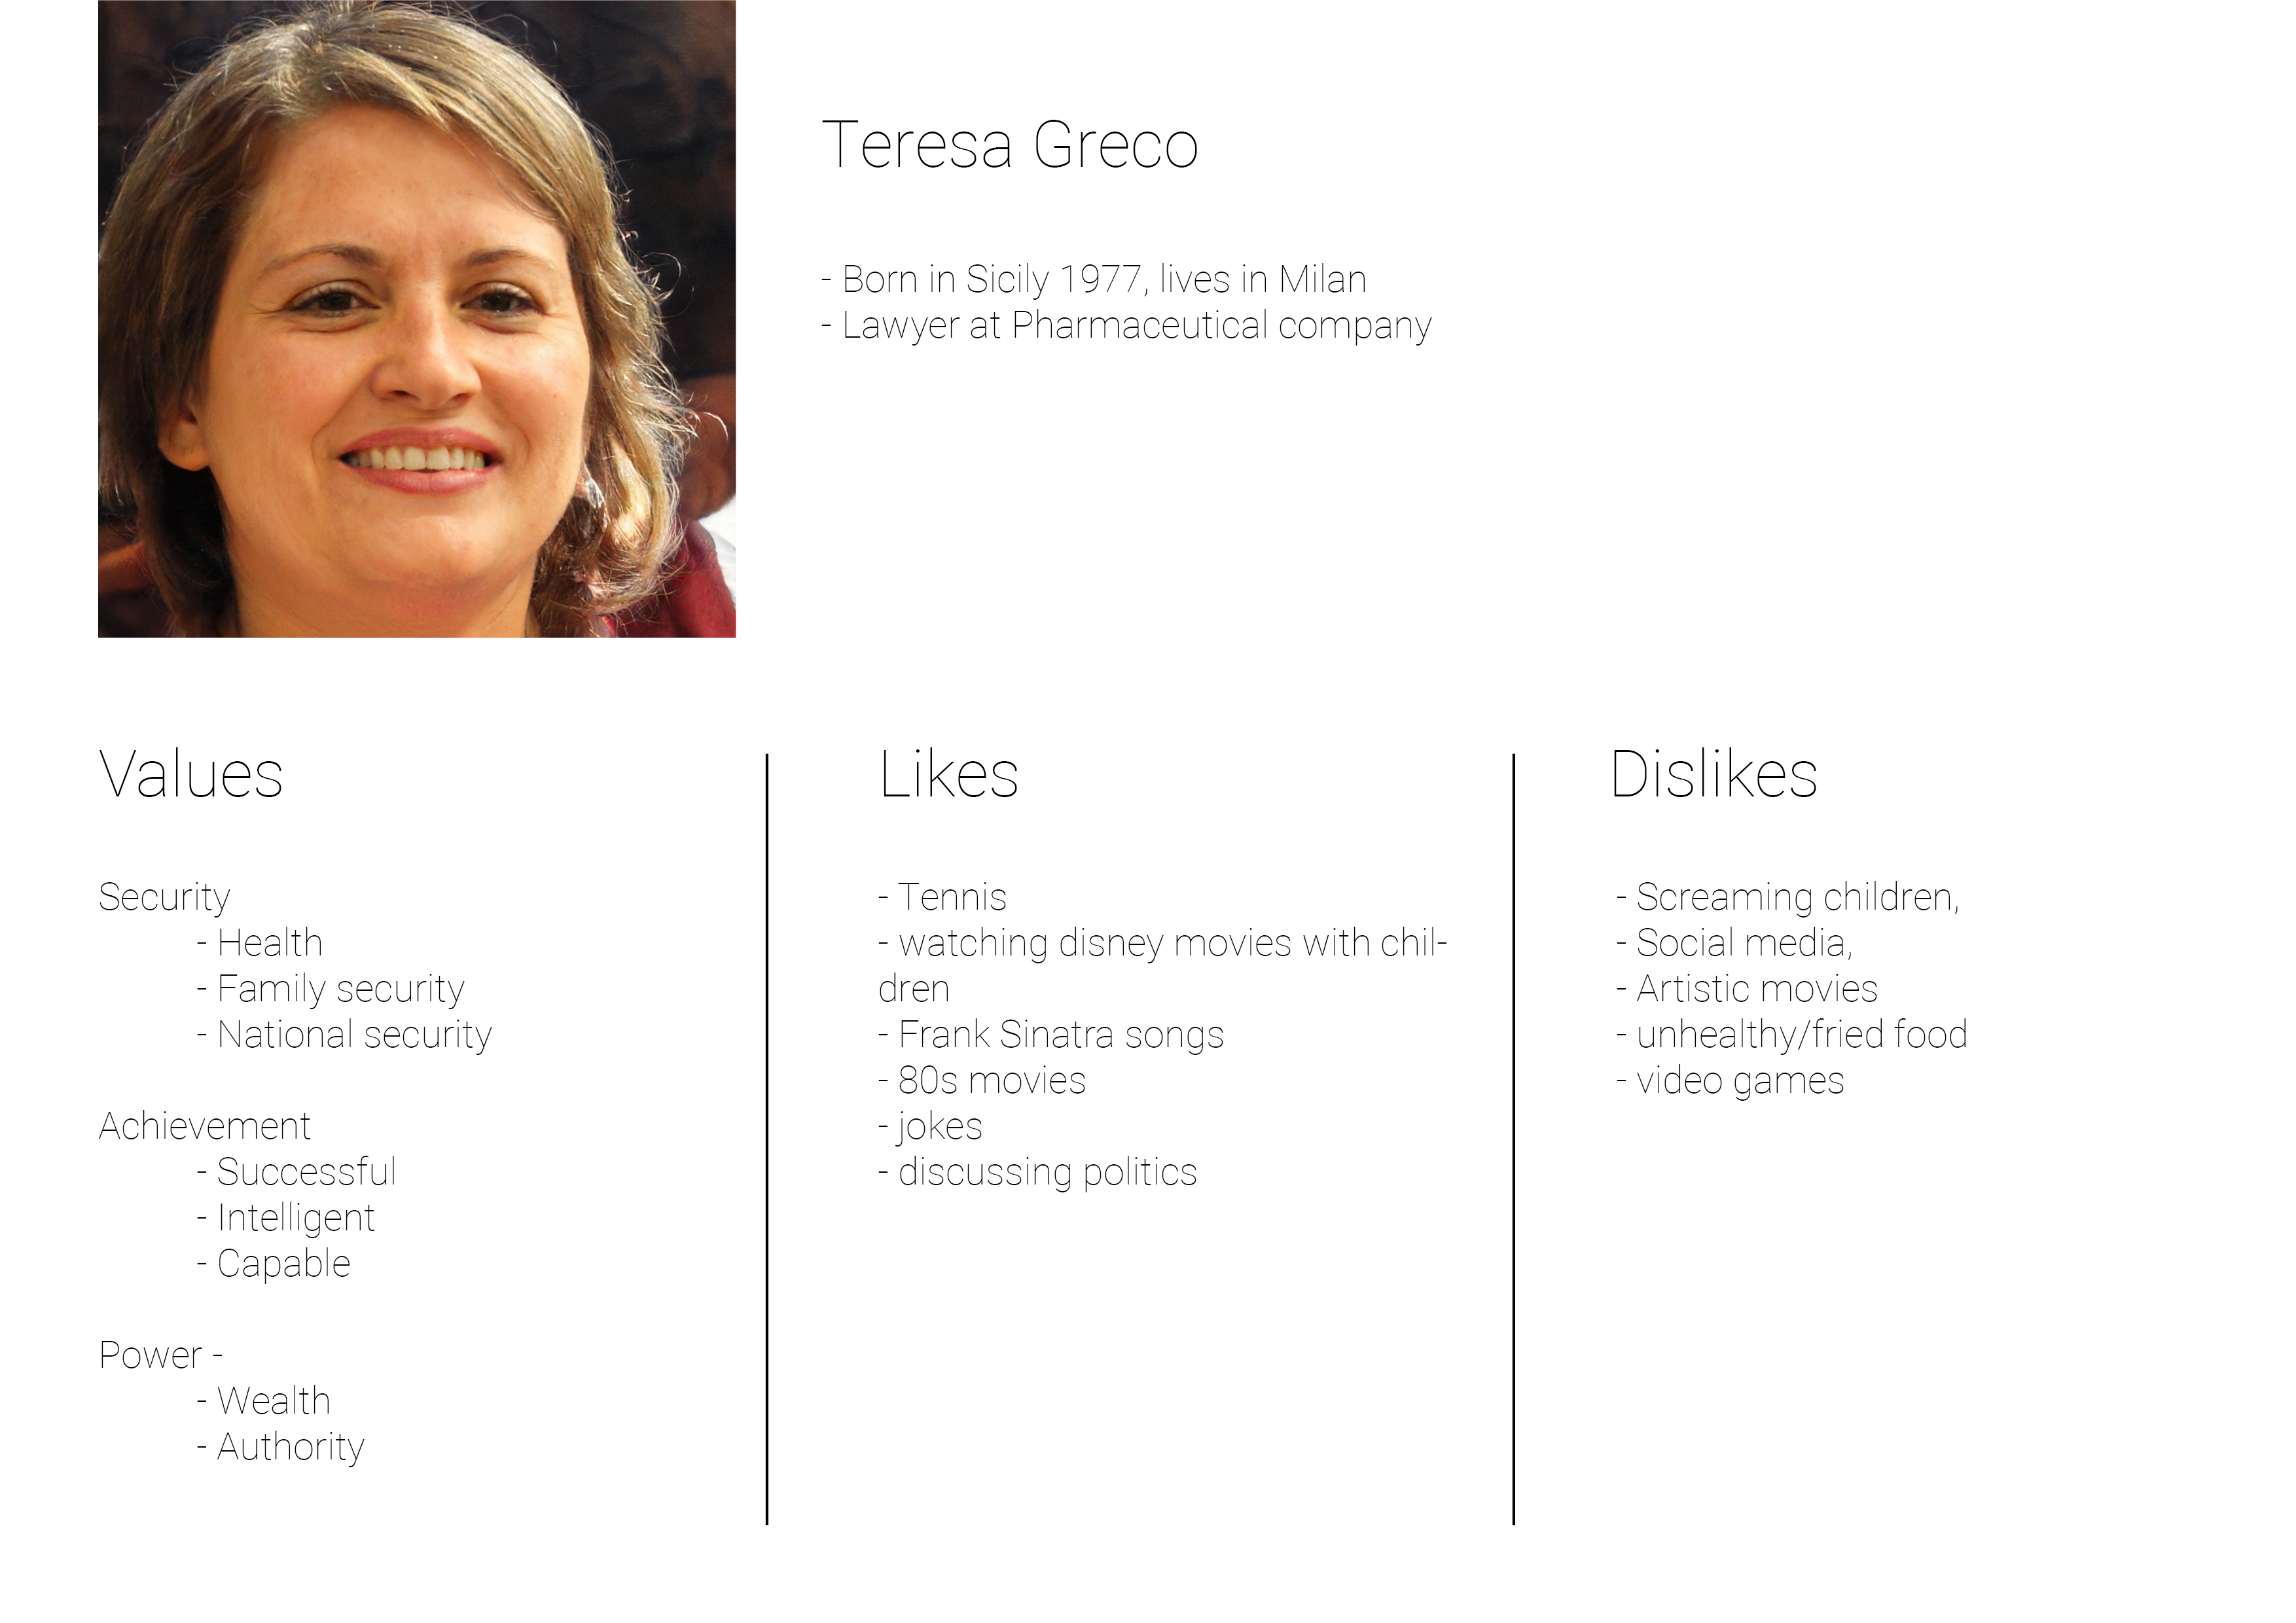 Teresa Greco
- Born in Sicily 1977, lives in Milan
- Lawyer at Pharmaceutical company
Values
Security
- Health
- Family security
- National security
Achievement
- Successful
- Intelligent
- Capable
Power -
- Wealth
- Authority
Likes
- Tennis
- watching disney movies with chil-
dren
- Frank Sinatra songs
- 80s movies
- jokes
- discussing politics
Dislikes
- Screaming children,
- Social media,
- Artistic movies
- unhealthy/fried food
- video games